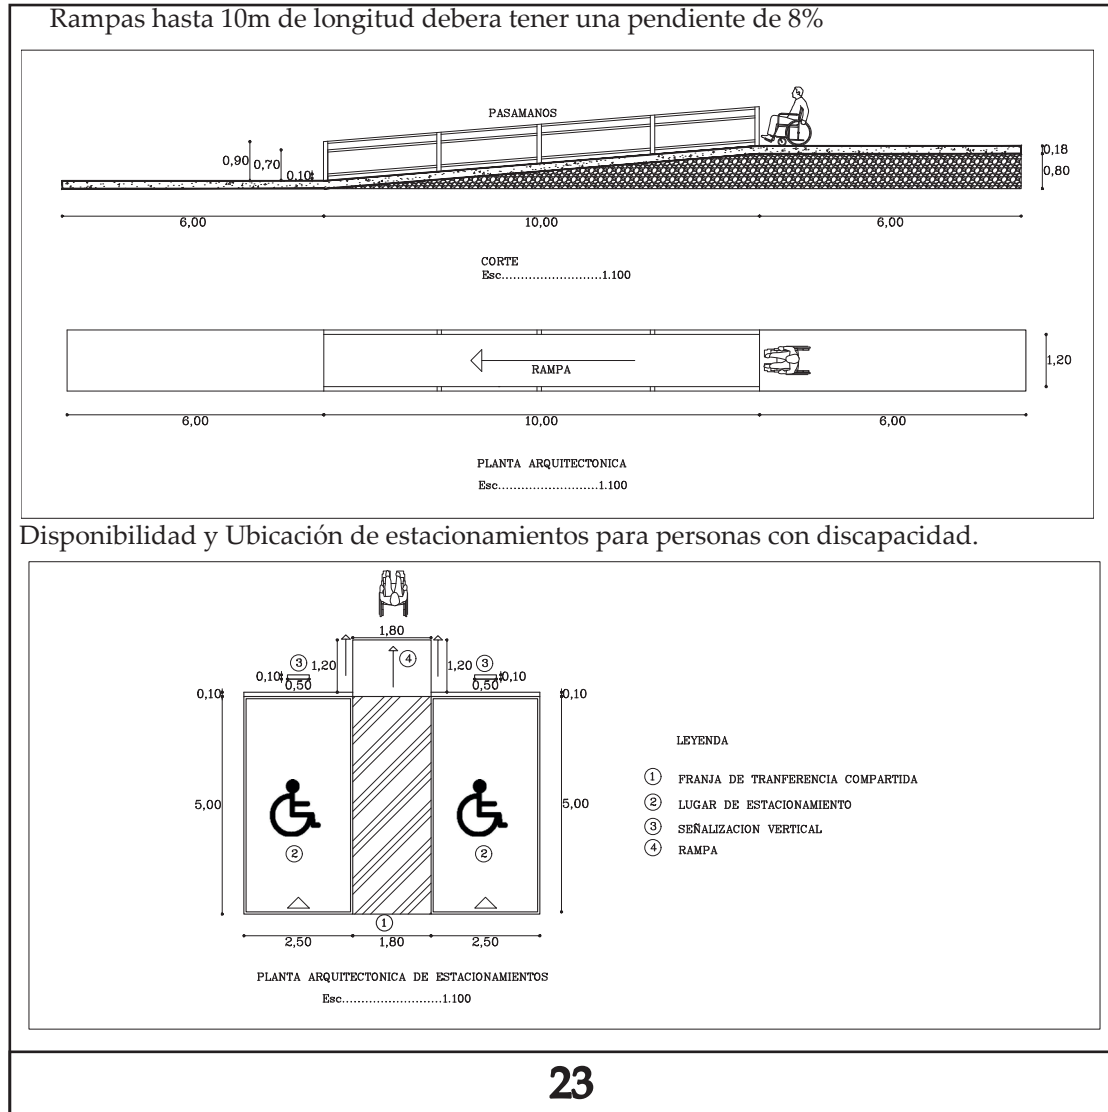 Rampas hasta 10m de longitud debera tener una pendiente de 8%
PASAMANOS
0,90
0,70
0.10
0,18
0,80
6,00
10,00
6,00
CORTE
Esc..........................1.100
RAMPA
1,20
6,00
10,00
6,00
PLANTA ARQUITECTONICA
Esc..........................1.100
Disponibilidad y Ubicación de estacionamientos para personas con discapacidad.
1,80
3
1,20
4
1,20
3
0,10
0,50
0,50
0,10
0,10
0,10
5,00
5,00
2
2
1
2,50
1,80
2,50
LEYENDA
1 FRANJA DE TRANFERENCIA COMPARTIDA
2 LUGAR DE ESTACIONAMIENTO
3 SEÑALIZACION VERTICAL
4 RAMPA
PLANTA ARQUITECTONICA DE ESTACIONAMIENTOS
Esc..........................1.100
23